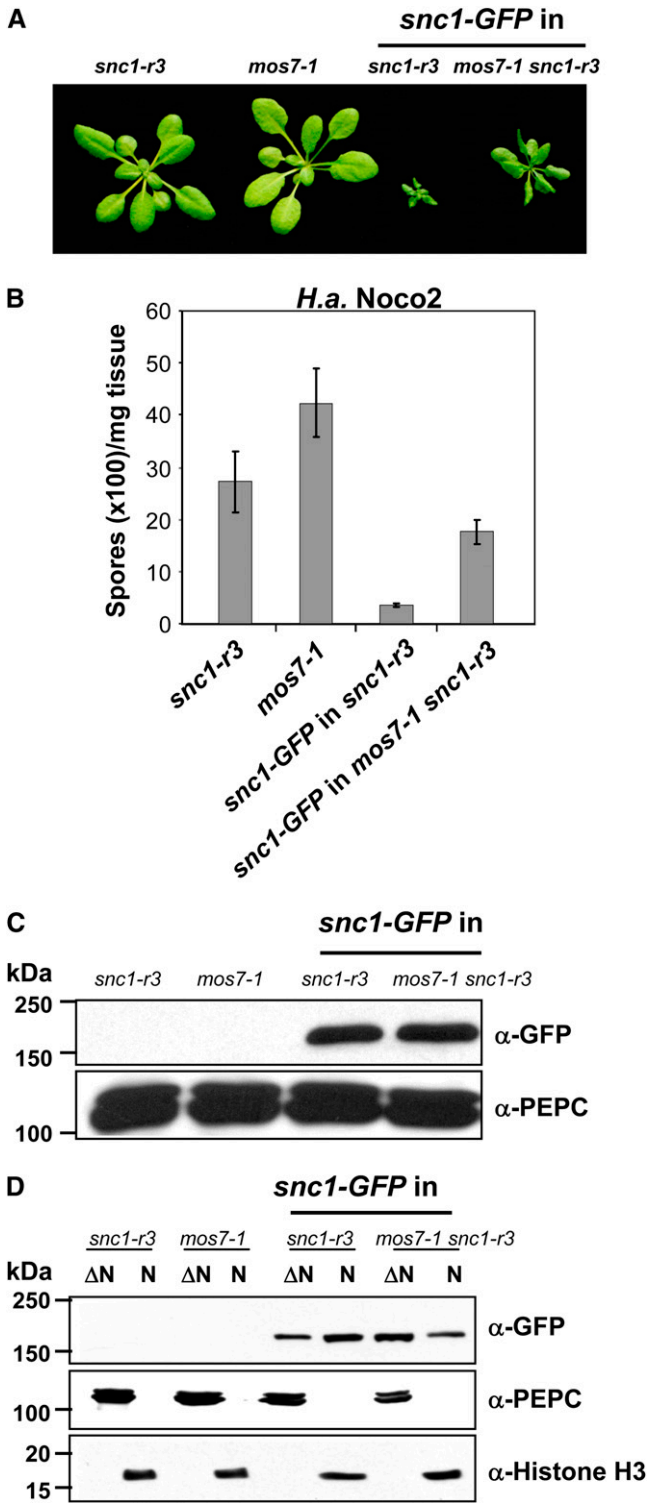 A
snc1-GFP in
snc1-r3 mos7-1 snc1-r3 mos7-1 snc1-r3
B
H.a. Noco2
Spores (x100)/mg tissue
60
50
40
30
20
10
0
snc1-r3
mos7-1
snc1-GFP in snc1-r3
snc1-GFP in mos7-1 snc1-r3
C
snc1-GFP in
kDa snc1-r3 mos7-1 snc1-r3 mos7-1 snc1-r3
250
150
α-GFP
100
α-PEPC
D
snc1-GFP in
snc1-r3 mos7-1 snc1-r3 mos7-1 snc1-r3
kDa ΔN N ΔN N ΔN N ΔN N
250
150
α-GFP
100
α-PEPC
20
15
α-Histone H3